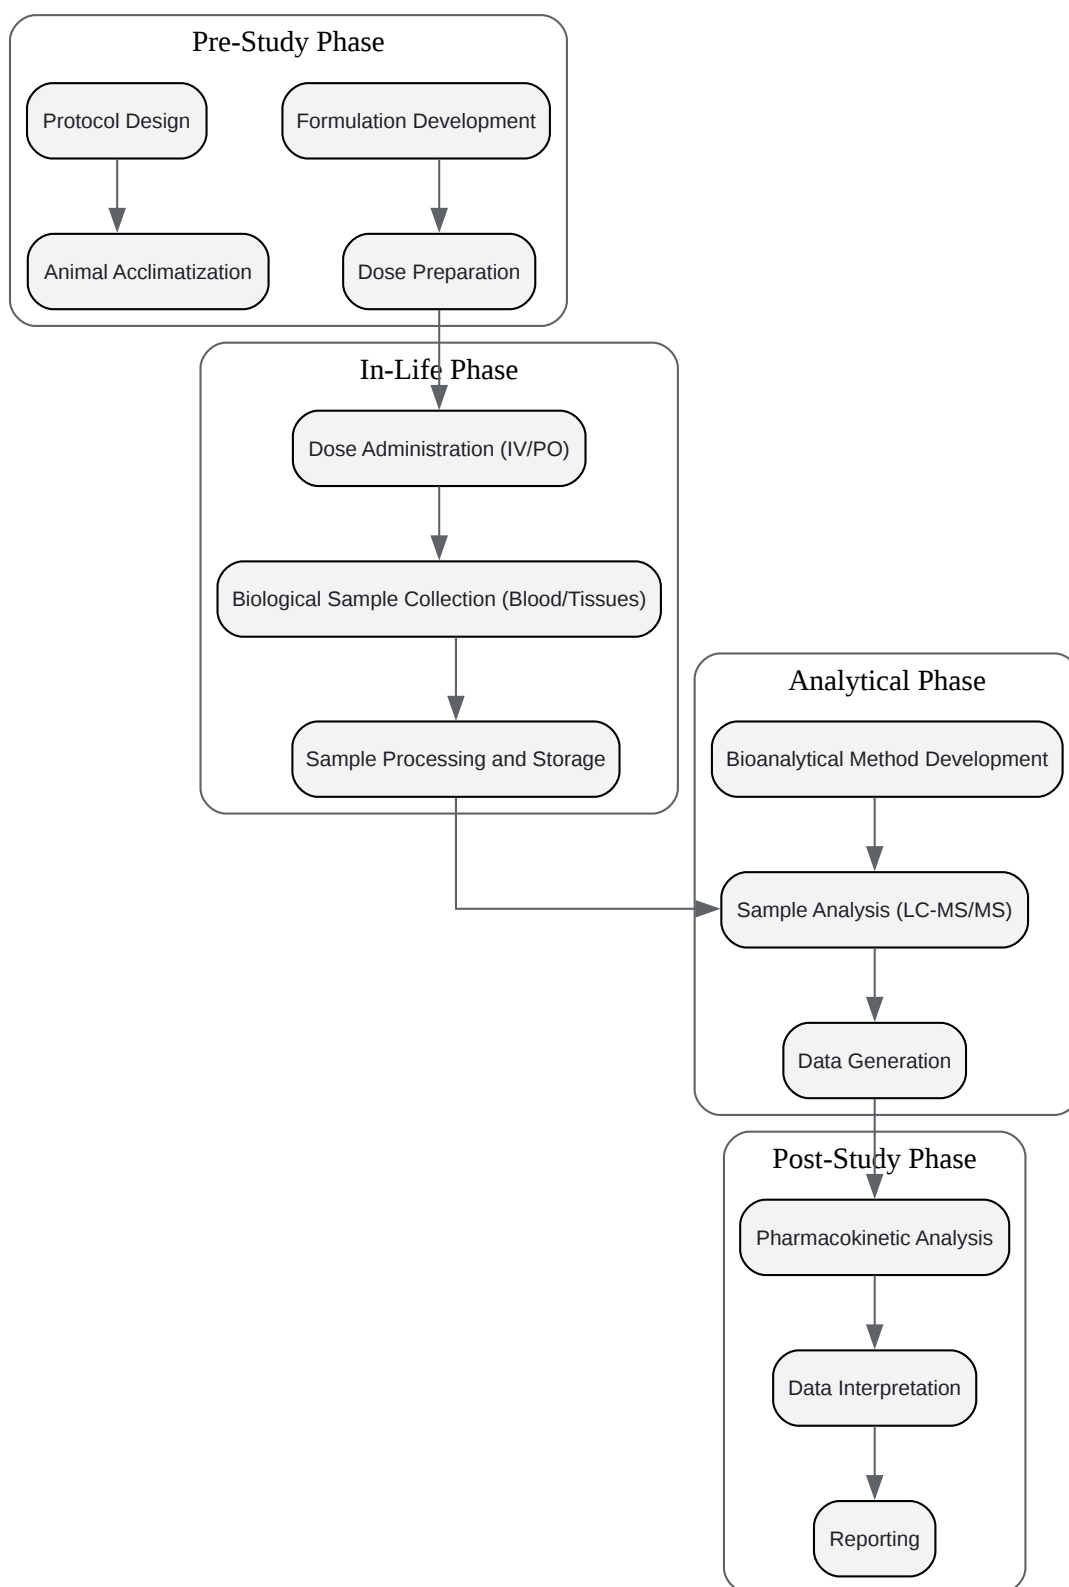 Pre-Study Phase
Protocol Design
Formulation Development
Animal Acclimatization
Dose Preparation
In-Life Phase
Dose Administration (IV/PO)
Biological Sample Collection (Blood/Tissues)
Sample Processing and Storage
Analytical Phase
Bioanalytical Method Development
Sample Analysis (LC-MS/MS)
Data Generation
Post-Study Phase
Pharmacokinetic Analysis
Data Interpretation
Reporting